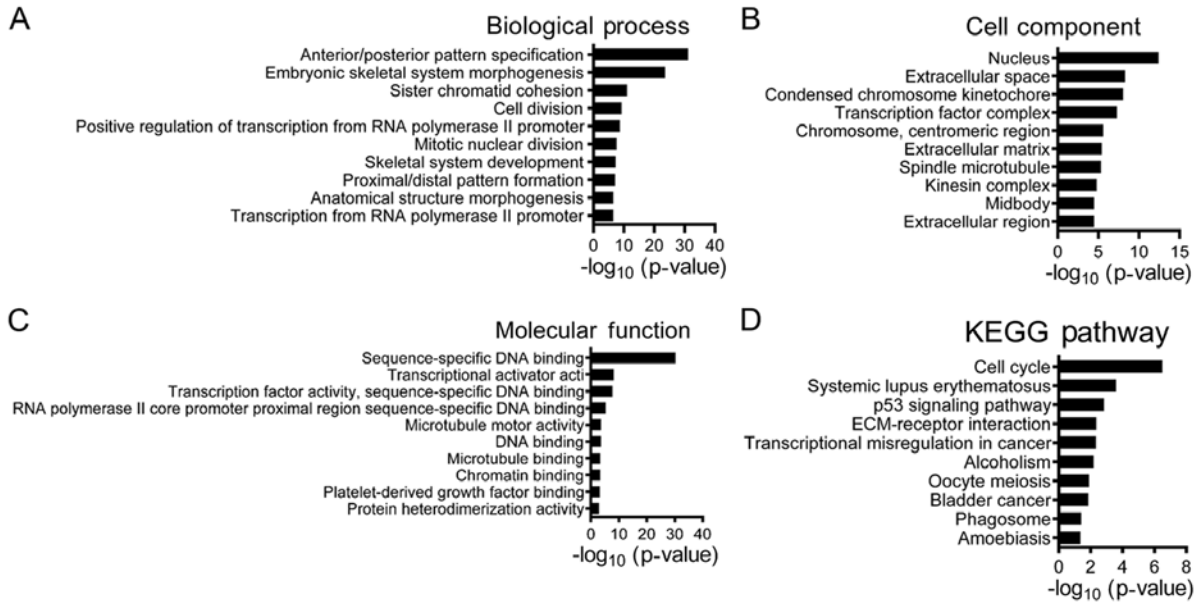 A
Biological process
Anterior/posterior pattern specification
Embryonic skeletal system morphogenesis
Sister chromatid cohesion
Cell division
Positive regulation of transcription from RNA polymerase II promoter
Mitotic nuclear division
Skeletal system development
Proximal/distal pattern formation
Anatomical structure morphogenesis
Transcription from RNA polymerase II promoter
0 10 20 30 40
-log10 (p-value)
B
Cell component
Nucleus
Extracellular space
Condensed chromosome kinetochore
Transcription factor complex
Chromosome, centromeric region
Extracellular matrix
Spindle microtubule
Kinesin complex
Midbody
Extracellular region
0 5 10 15
-log10 (p-value)
C
Molecular function
Sequence-specific DNA binding
Transcriptional activator acti
Transcription factor activity, sequence-specific DNA binding
RNA polymerase II core promoter proximal region sequence-specific DNA binding
Microtubule motor activity
DNA binding
Microtubule binding
Chromatin binding
Platelet-derived growth factor binding
Protein heterodimerization activity
0 10 20 30 40
-log10 (p-value)
D
KEGG pathway
Cell cycle
Systemic lupus erythematosus
p53 signaling pathway
ECM-receptor interaction
Transcriptional misregulation in cancer
Alcoholism
Oocyte meiosis
Bladder cancer
Phagosome
Amoebiasis
0 2 4 6 8
-log10 (p-value)